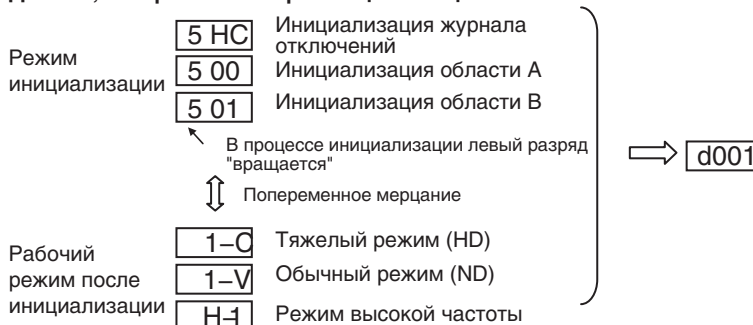 5 HC Инициализация журнала
отключений
Режим
инициализации
5 00 Инициализация области A
5 01 Инициализация области B
В процессе инициализации левый разряд
"вращается"
Попеременное мерцание
d001
Рабочий
режим после
инициализации
1–C Тяжелый режим (HD)
1–V Обычный режим (ND)
H–1 Режим высокой частоты